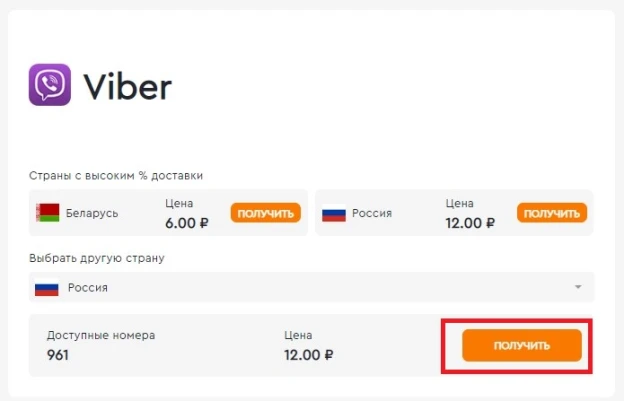 Viber
Страны с высоким % доставки
Беларусь
Цена
6.00 ₽
ПОЛУЧИТЬ
Россия
Цена
12.00 ₽
ПОЛУЧИТЬ
Выбрать другую страну
Россия
Доступные номера
961
Цена
12.00 ₽
ПОЛУЧИТЬ